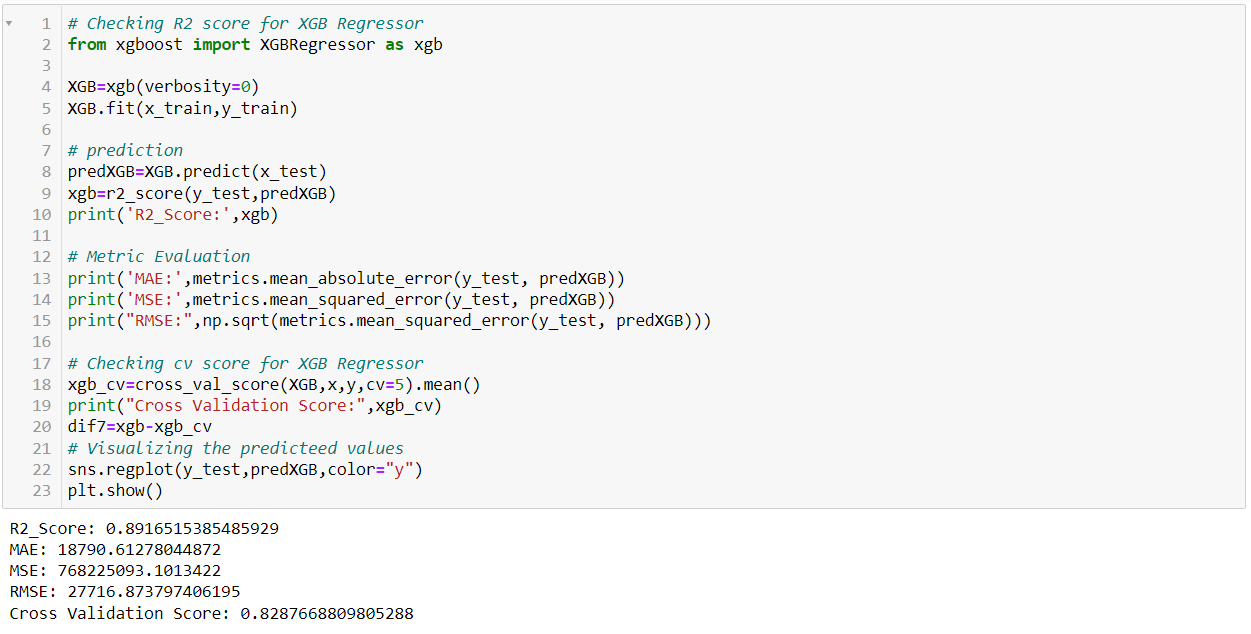 1 # Checking R2 score for XGB Regressor
2 from xgboost import XGBRegressor as xgb
3
4 XGB=xgb(verbosity=0)
5 XGB.fit(x_train,y_train)
6
7 # prediction
8 predXGB=XGB.predict(x_test)
9 xgb=r2_score(y_test,predXGB)
10 print('R2_Score:',xgb)
11
12 # Metric Evaluation
13 print('MAE:',metrics.mean_absolute_error(y_test, predXGB))
14 print('MSE:',metrics.mean_squared_error(y_test, predXGB))
15 print("RMSE:",np.sqrt(metrics.mean_squared_error(y_test, predXGB)))
16
17 # Checking cv score for XGB Regressor
18 xgb_cv=cross_val_score(XGB,x,y,cv=5).mean()
19 print("Cross Validation Score:",xgb_cv)
20 dif7=xgb-xgb_cv
21 # Visualizing the predicteed values
22 sns.regplot(y_test,predXGB,color="y")
23 plt.show()
R2_Score: 0.8916515385485929
MAE: 18790.61278044872
MSE: 768225093.1013422
RMSE: 27716.873797406195
Cross Validation Score: 0.8287668809805288